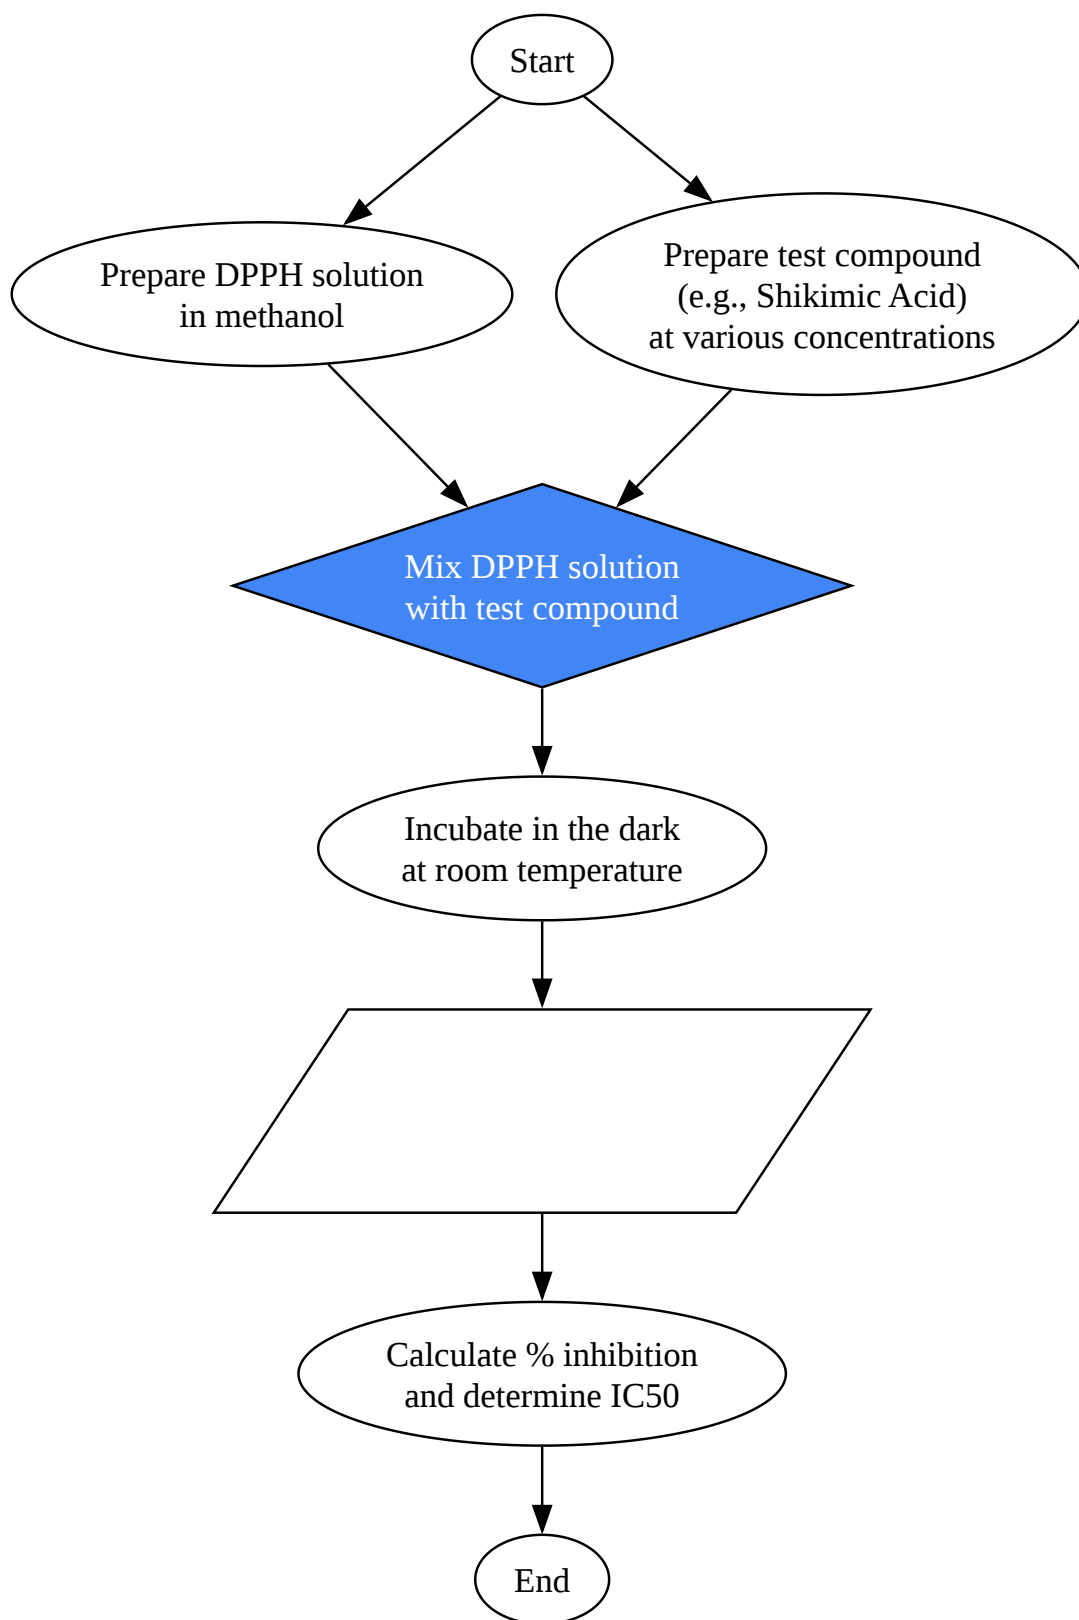 Start
Prepare DPPH solution
in methanol
Prepare test compound
(e.g., Shikimic Acid)
at various concentrations
Mix DPPH solution
with test compound
Incubate in the dark
at room temperature
Calculate % inhibition
and determine IC50
End